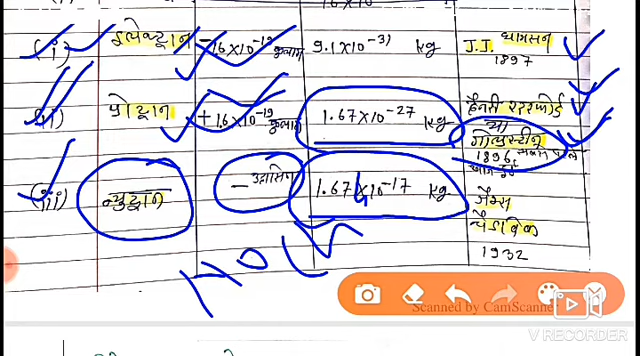 (i) इलेक्ट्रान -1.6×10⁻¹⁹ कुलाम 9.1×10⁻³¹ kg J.J. थामसन
1897
(ii) प्रोट्रान +1.6×10⁻¹⁹ कुलाम 1.67×10⁻²⁷ kg हैनरी रदरफोर्ड
गोल्डस्टीन
1896
(iii) न्युट्रान - उदासिन 1.67×10⁻¹⁷ kg जैम्स
चैडविक
1932
Scanned by CamScanner
V RECORDER